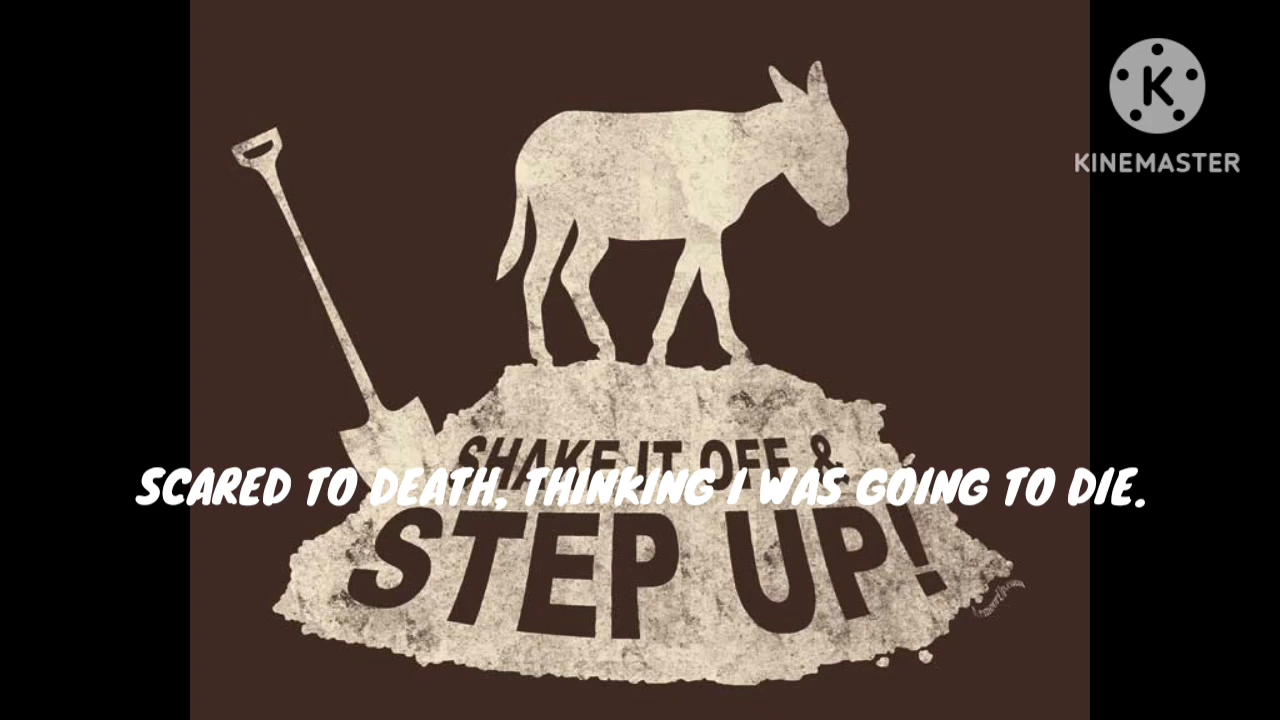 K
KINEMASTER
SHAKE IT OFF &
SCARED TO DEATH, THINKING I WAS GOING TO DIE.
STEP UP!